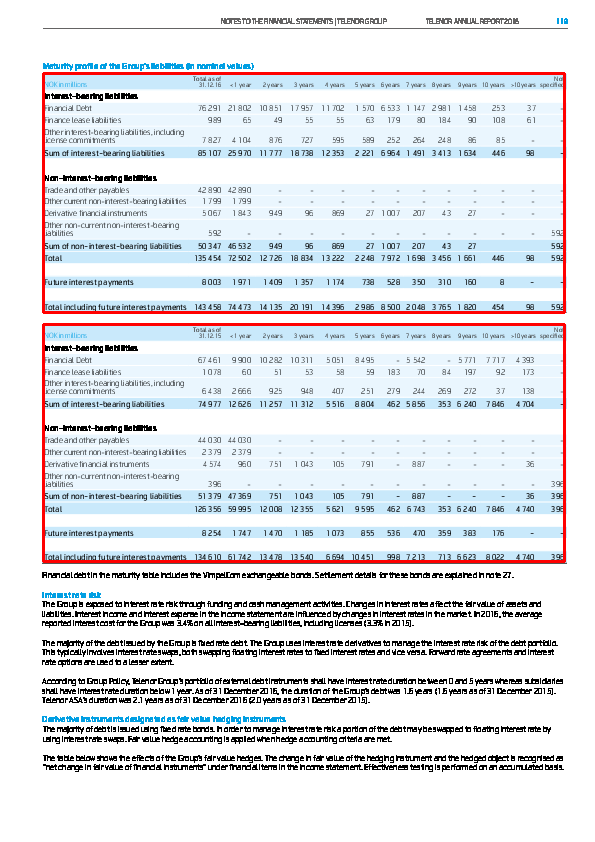 NOTES TO THE FINANCIAL STATEMENTS | TELENOR GROUP TELENOR ANNUAL REPORT 2016 119
Maturity profile of the Group's liabilities (in nominal values)
NOK in millions Total as of 31.12.16 < 1 year 2 years 3 years 4 years 5 years 6 years 7 years 8 years 9 years 10 years >10 years Not specified
Interest-bearing liabilities
Financial Debt 76 291 21 802 10 851 17 957 11 702 1 570 6 533 1 147 2 981 1 458 253 37 –
Finance lease liabilities 989 65 49 55 55 63 179 80 184 90 108 61 –
Other interest-bearing liabilities, including
license commitments 7 827 4 104 876 727 595 589 252 264 248 86 85 – –
Sum of interest-bearing liabilities 85 107 25 970 11 777 18 738 12 353 2 221 6 964 1 491 3 413 1 634 446 98 –
Non-interest-bearing liabilities
Trade and other payables 42 890 42 890 – – – – – – – – – – –
Other current non-interest-bearing liabilities 1 799 1 799 – – – – – – – – – – –
Derivative financial instruments 5 067 1 843 949 96 869 27 1 007 207 43 27 – – –
Other non-current non-interest-bearing
liabilities 592 – – – – – – – – – – – 592
Sum of non-interest-bearing liabilities 50 347 46 532 949 96 869 27 1 007 207 43 27 592
Total 135 454 72 502 12 726 18 834 13 222 2 248 7 972 1 698 3 456 1 661 446 98 592
Future interest payments 8 003 1 971 1 409 1 357 1 174 738 528 350 310 160 8 – –
Total including future interest payments 143 458 74 473 14 135 20 191 14 396 2 986 8 500 2 048 3 765 1 820 454 98 592
NOK in millions Total as of 31.12.15 < 1 year 2 years 3 years 4 years 5 years 6 years 7 years 8 years 9 years 10 years >10 years Not specified
Interest-bearing liabilities
Financial Debt 67 461 9 900 10 282 10 311 5 051 8 495 – 5 542 – 5 771 7 717 4 393 –
Finance lease liabilities 1 078 60 51 53 58 59 183 70 84 197 92 173 –
Other interest-bearing liabilities, including
license commitments 6 438 2 666 925 948 407 251 279 244 269 272 37 138 –
Sum of interest-bearing liabilities 74 977 12 626 11 257 11 312 5 516 8 804 462 5 856 353 6 240 7 846 4 704 –
Non-interest-bearing liabilities
Trade and other payables 44 030 44 030 – – – – – – – – – – –
Other current non-interest-bearing liabilities 2 379 2 379 – – – – – – – – – – –
Derivative financial instruments 4 574 960 751 1 043 105 791 – 887 – – – 36 –
Other non-current non-interest-bearing
liabilities 396 – – – – – – – – – – – 396
Sum of non-interest-bearing liabilities 51 379 47 369 751 1 043 105 791 – 887 – – – 36 396
Total 126 356 59 995 12 008 12 355 5 621 9 595 462 6 743 353 6 240 7 846 4 740 396
Future interest payments 8 254 1 747 1 470 1 185 1 073 855 536 470 359 383 176 – –
Total including future interest payments 134 610 61 742 13 478 13 540 6 694 10 451 998 7 213 713 6 623 8 022 4 740 396
Financial debt in the maturity table includes the VimpelCom exchangeable bonds. Settlement details for these bonds are explained in note 27.
Interest rate risk
The Group is exposed to interest rate risk through funding and cash management activities. Changes in interest rates affect the fair value of assets and
liabilities. Interest income and interest expense in the income statement are influenced by changes in interest rates in the market. In 2016, the average
reported interest cost for the Group was 3.4% on all interest-bearing liabilities, including licenses (3.3% in 2015).
The majority of the debt issued by the Group is fixed rate debt. The Group uses interest rate derivatives to manage the interest rate risk of the debt portfolio.
This typically involves interest rate swaps, both swapping floating interest rates to fixed interest rates and vice versa. Forward rate agreements and interest
rate options are used to a lesser extent.
According to Group Policy, Telenor Group's portfolio of external debt instruments shall have interest rate duration between 0 and 5 years whereas subsidiaries
shall have interest rate duration below 1 year. As of 31 December 2016, the duration of the Group's debt was 1.6 years (1.6 years as of 31 December 2015).
Telenor ASA's duration was 2.1 years as of 31 December 2016 (2.0 years as of 31 December 2015).
Derivative instruments designated as fair value hedging instruments
The majority of debt is issued using fixed rate bonds. In order to manage interest rate risk a portion of the debt may be swapped to floating interest rate by
using interest rate swaps. Fair value hedge accounting is applied when hedge accounting criteria are met.
The table below shows the effects of the Group's fair value hedges. The change in fair value of the hedging instrument and the hedged object is recognised as
"net change in fair value of financial instruments" under financial items in the income statement. Effectiveness testing is performed on an accumulated basis.